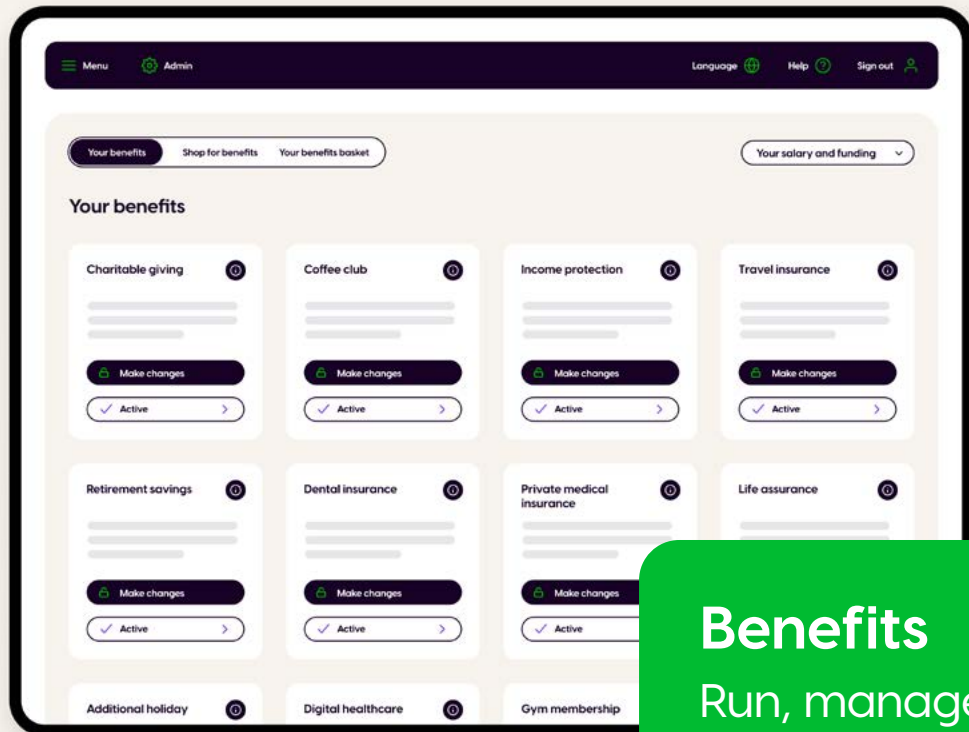 Menu
Admin
Language
Help
Sign out
Your benefits
Shop for benefits
Your benefits basket
Your salary and funding
Your benefits
Charitable giving
Coffee club
Income protection
Travel insurance
Make changes
Make changes
Make changes
Make changes
Active
Active
Active
Active
Retirement savings
Dental insurance
Private medical
insurance
Life assurance
Make changes
Make changes
Make changes
Active
Active
Active
Additional holiday
Digital healthcare
Gym membership
Benefits
Run, manage